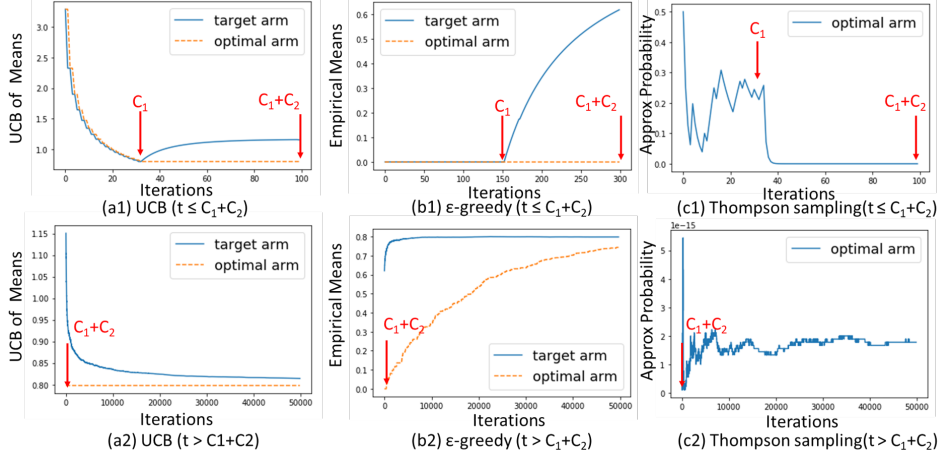 UCB of Means
3.0
2.5
2.0
1.5
1.0
0 20 40 60 80 100
target arm
optimal arm
C1
C1+C2
Iterations
(a1) UCB (t ≤ C1+C2)
Empirical Means
0.6
0.5
0.4
0.3
0.2
0.1
0.0
0 50 100 150 200 250 300
target arm
optimal arm
C1
C1+C2
Iterations
(b1) ε-greedy (t ≤ C1+C2)
Approx Probability
0.5
0.4
0.3
0.2
0.1
0.0
0 20 40 60 80 100
optimal arm
C1
C1+C2
Iterations
(c1) Thompson sampling(t ≤ C1+C2)
UCB of Means
1.15
1.10
1.05
1.00
0.95
0.90
0.85
0.80
0 10000 20000 30000 40000 50000
target arm
optimal arm
C1+C2
Iterations
(a2) UCB (t > C1+C2)
Empirical Means
0.8
0.7
0.6
0.5
0.4
0.3
0.2
0.1
0.0
0 10000 20000 30000 40000 50000
C1+C2
target arm
optimal arm
Iterations
(b2) ε-greedy (t > C1+C2)
Approx Probability
1e-15
5
4
3
2
1
0
0 10000 20000 30000 40000 50000
optimal arm
C1+C2
Iterations
(c2) Thompson sampling(t > C1+C2)